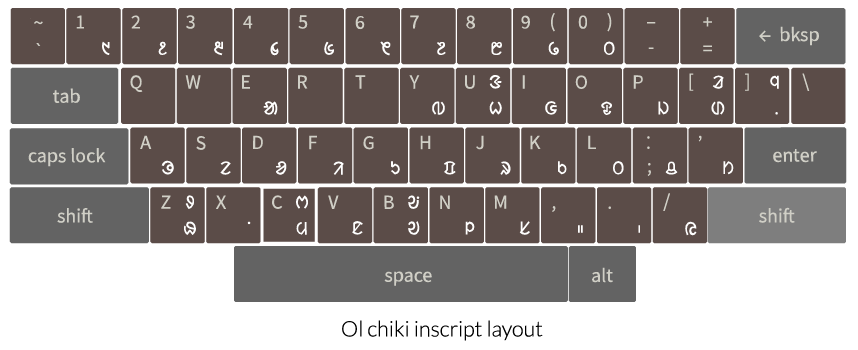 ~ ` 1 ᱑ 2 ᱒ 3 ᱓ 4 ᱔ 5 ᱕ 6 ᱖ 7 ᱗ 8 ᱘ 9 ( ᱙ 0 ) ᱐ – - + = ← bksp
tab Q W E ᱟ R T Y ᱵ U ᱷ ᱦ I ᱜ O ᱫ P ᱡ [ ᱲ ᱰ ] ᱽ . \
caps lock A ᱳ S ᱮ D ᱚ F ᱤ G ᱩ H ᱯ J ᱨ K ᱠ L ᱛ : ; ᱪ ’ ᱴ enter
shift Z ᱝ ᱧ X ᱸ C ᱬ ᱢ V ᱱ B ᱶ ᱣ N ᱞ M ᱥ , ᱿ . ᱾ / ᱭ shift
space alt
Ol chiki inscript layout